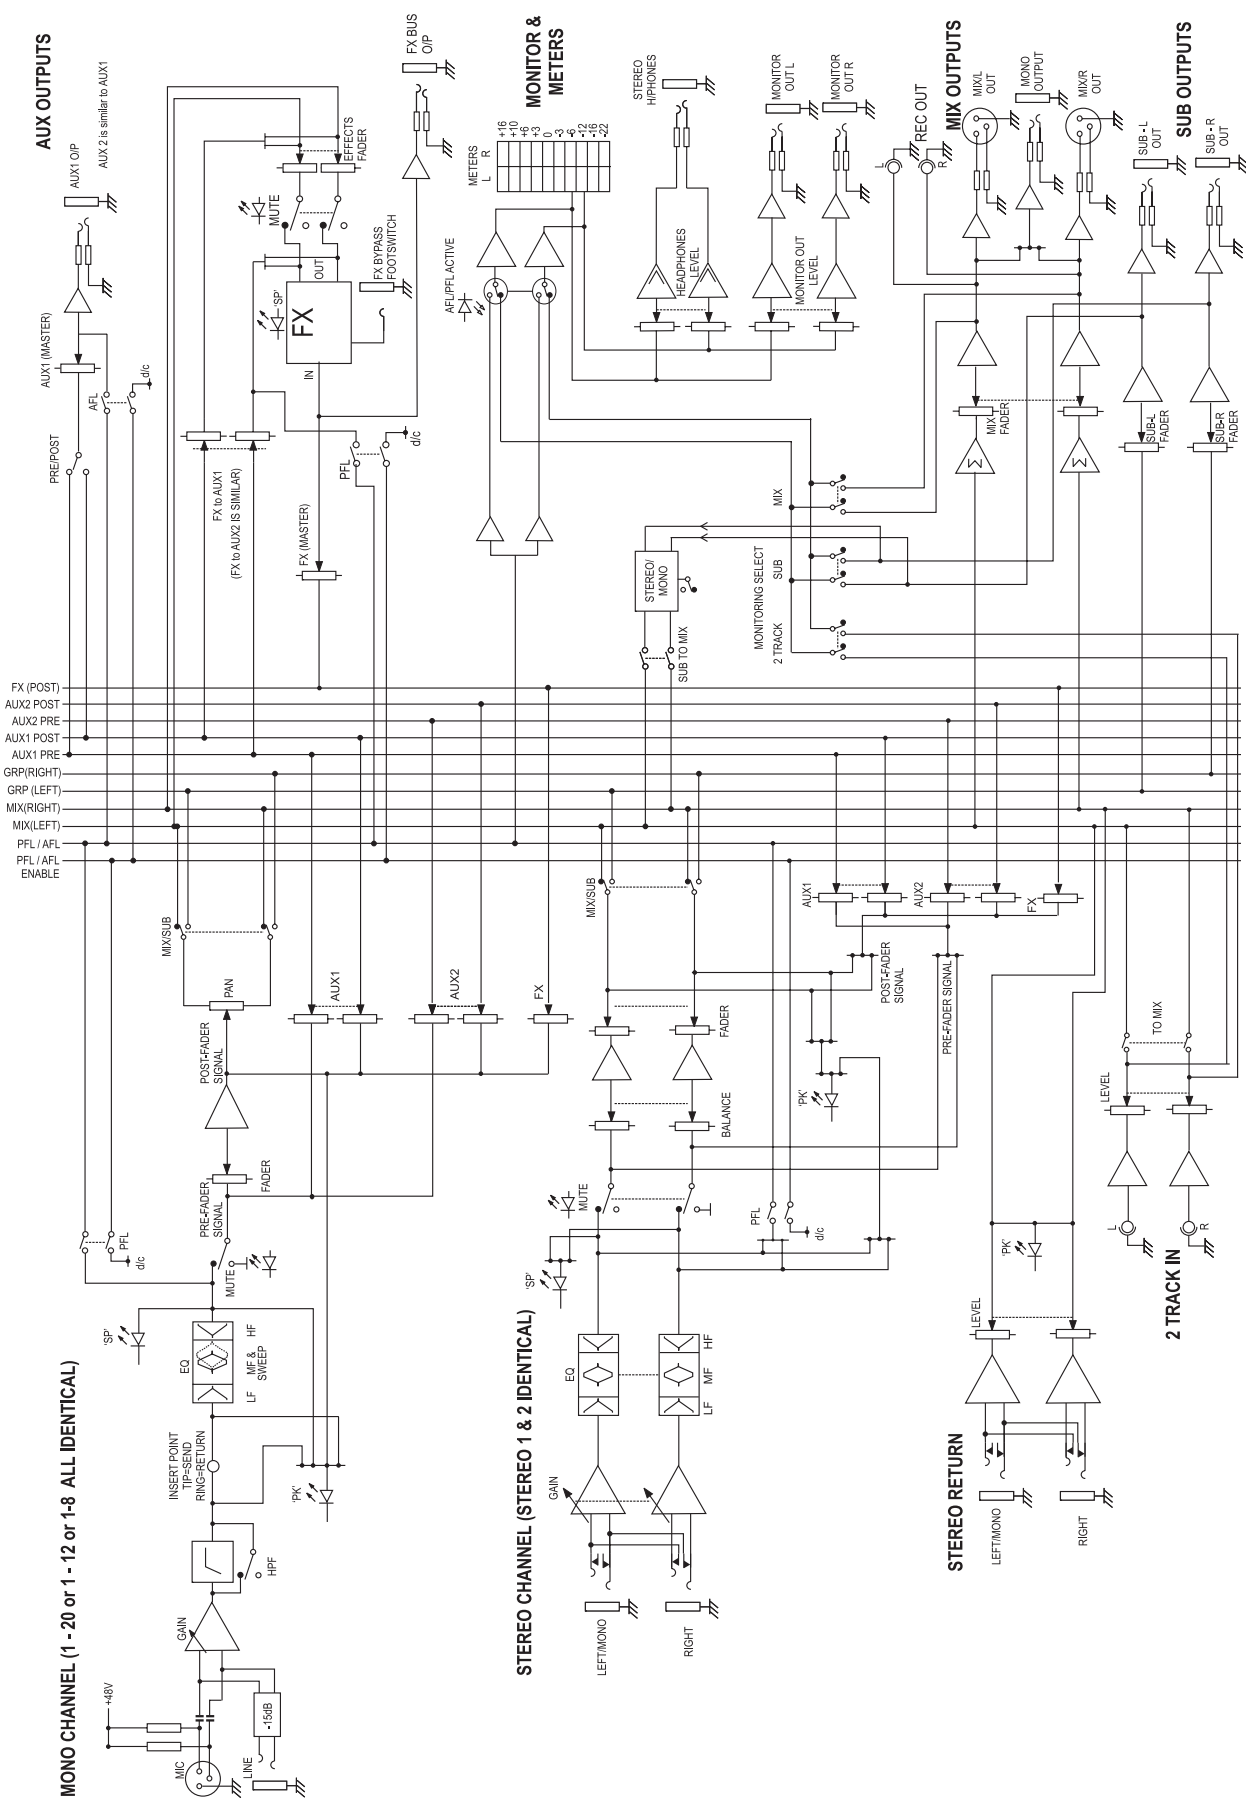 AUX OUTPUTS
AUX1 O/P
AUX 2 is similar to AUX1
AUX1 (MASTER)
AFL
d/c
PRE/POST
FX to AUX1
(FX to AUX2 IS SIMILAR)
FX (MASTER)
PFL
d/c
IN
FX
'SP'
OUT
MUTE
EFFECTS
FADER
FX BYPASS
FOOTSWITCH
FX BUS
O/P
MONITOR &
METERS
METERS
L
R
+16
+10
+6
+3
0
-3
-6
-12
-16
-22
AFL/PFL ACTIVE
STEREO
H/PHONES
HEADPHONES
LEVEL
MONITOR
OUT L
MONITOR
OUT R
MONITOR OUT
LEVEL
REC OUT
L
R
MIX OUTPUTS
MIX/L
OUT
MONO
OUTPUT
MIX/R
OUT
SUB OUTPUTS
SUB - L
OUT
SUB - R
OUT
MIX
FADER
Σ
Σ
SUB-L
FADER
SUB-R
FADER
STEREO/
MONO
SUB TO MIX
MONITORING SELECT
2 TRACK
SUB
MIX
FX (POST)
AUX2 POST
AUX2 PRE
AUX1 POST
AUX1 PRE
GRP(RIGHT)
GRP (LEFT)
MIX(RIGHT)
MIX(LEFT)
PFL / AFL
PFL / AFL
ENABLE
MONO CHANNEL (1 - 20 or 1 - 12 or 1-8 ALL IDENTICAL)
MIC
+48V
LINE
-15dB
GAIN
HPF
INSERT POINT
TIP=SEND
RING=RETURN
'PK'
EQ
LF
MF &
SWEEP
HF
'SP'
MUTE
PFL
d/c
PRE-FADER
SIGNAL
FADER
POST-FADER
SIGNAL
PAN
MIX/SUB
AUX1
AUX2
FX
STEREO CHANNEL (STEREO 1 & 2 IDENTICAL)
LEFT/MONO
RIGHT
GAIN
EQ
LF
MF
HF
'SP'
MUTE
PFL
d/c
BALANCE
FADER
'PK'
MIX/SUB
POST-FADER
SIGNAL
PRE-FADER SIGNAL
AUX1
AUX2
FX
STEREO RETURN
LEFT/MONO
RIGHT
LEVEL
'PK'
2 TRACK IN
L
R
LEVEL
TO MIX